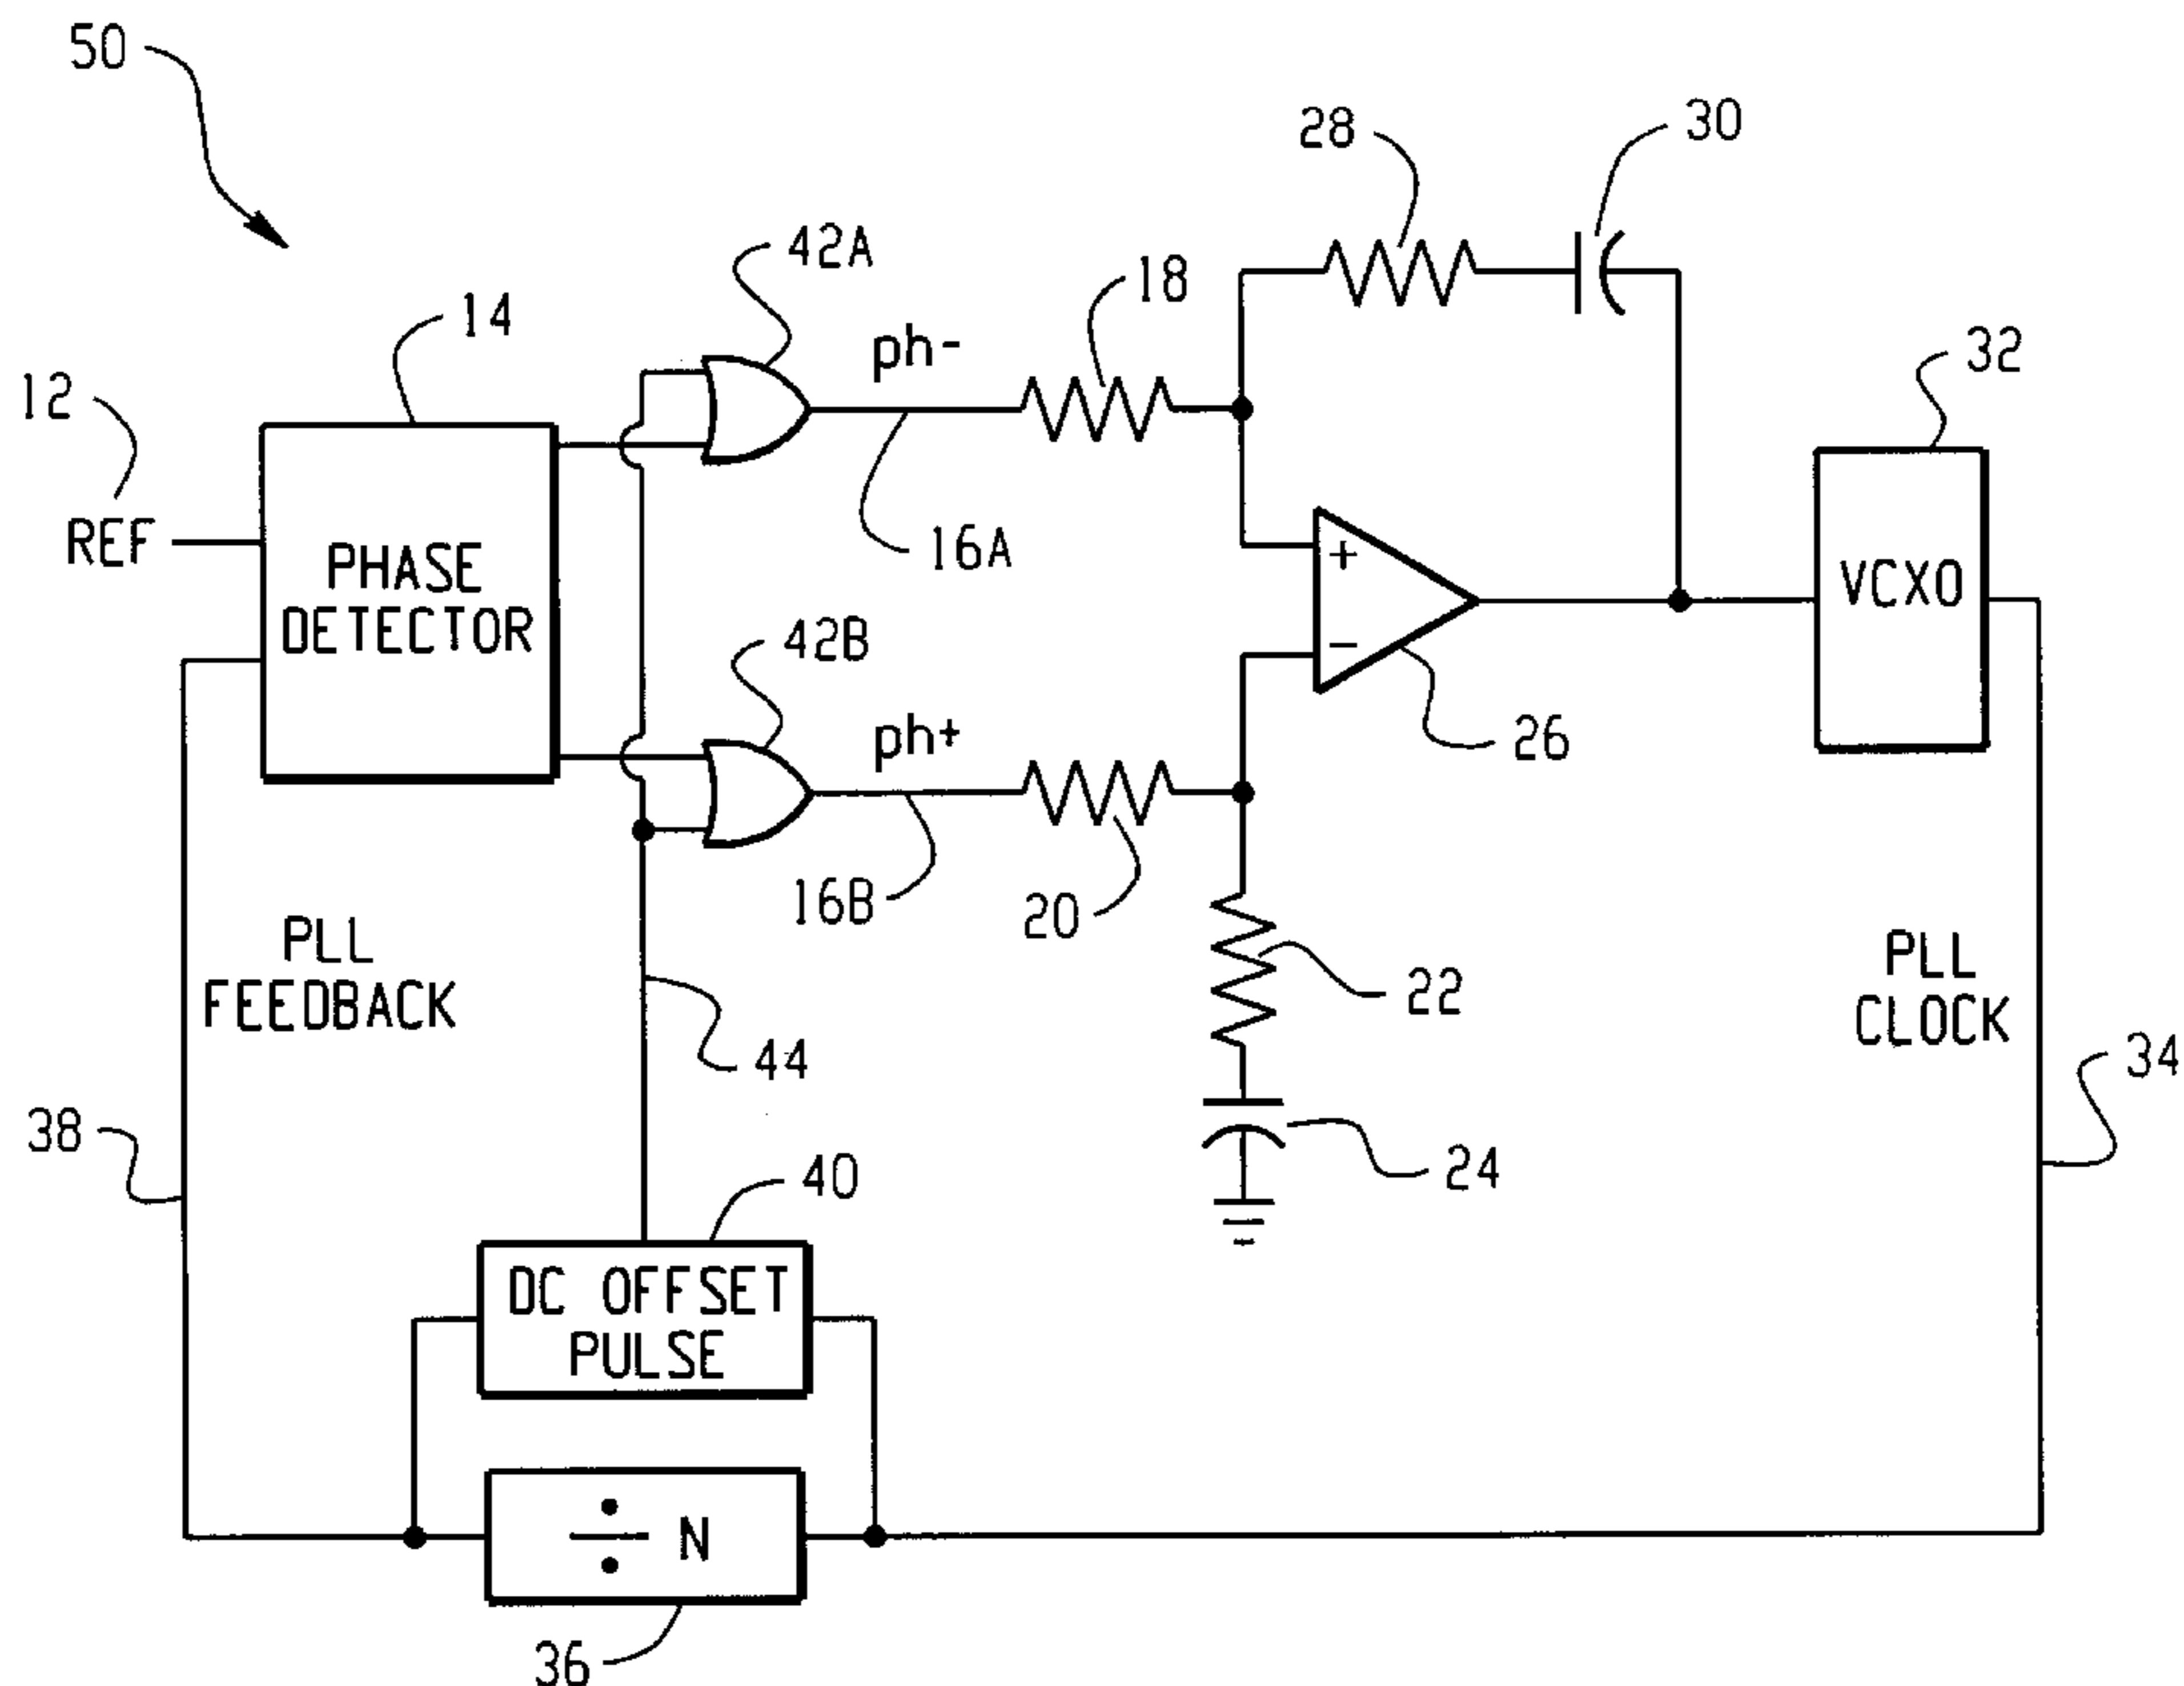 50
28
30
42A
18
14
ph-
32
12
REF
16A
PHASE
DETECTOR
+
VCXO
42B
−
ph+
26
16B
20
PLL
FEEDBACK
22
PLL
CLOCK
44
34
38
24
40
DC OFFSET
PULSE
÷ N
36